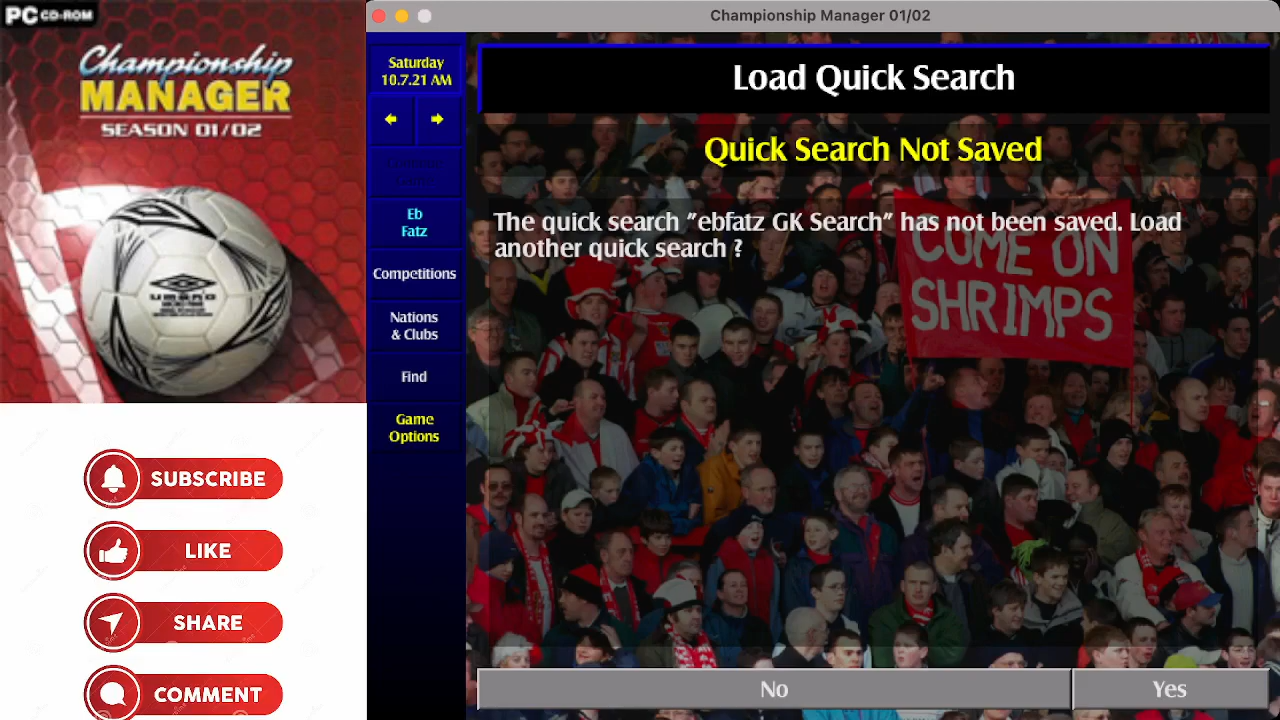 PC CD-ROM
Championship
MANAGER
SEASON 01/02
UMBRO
SUBSCRIBE
LIKE
SHARE
COMMENT
Championship Manager 01/02
Saturday
10.7.21 AM
Continue
Game
Eb
Fatz
Competitions
Nations
& Clubs
Find
Game
Options
Load Quick Search
Quick Search Not Saved
The quick search "ebfatz GK Search" has not been saved. Load
another quick search ?
COME ON
SHRIMPS
No
Yes